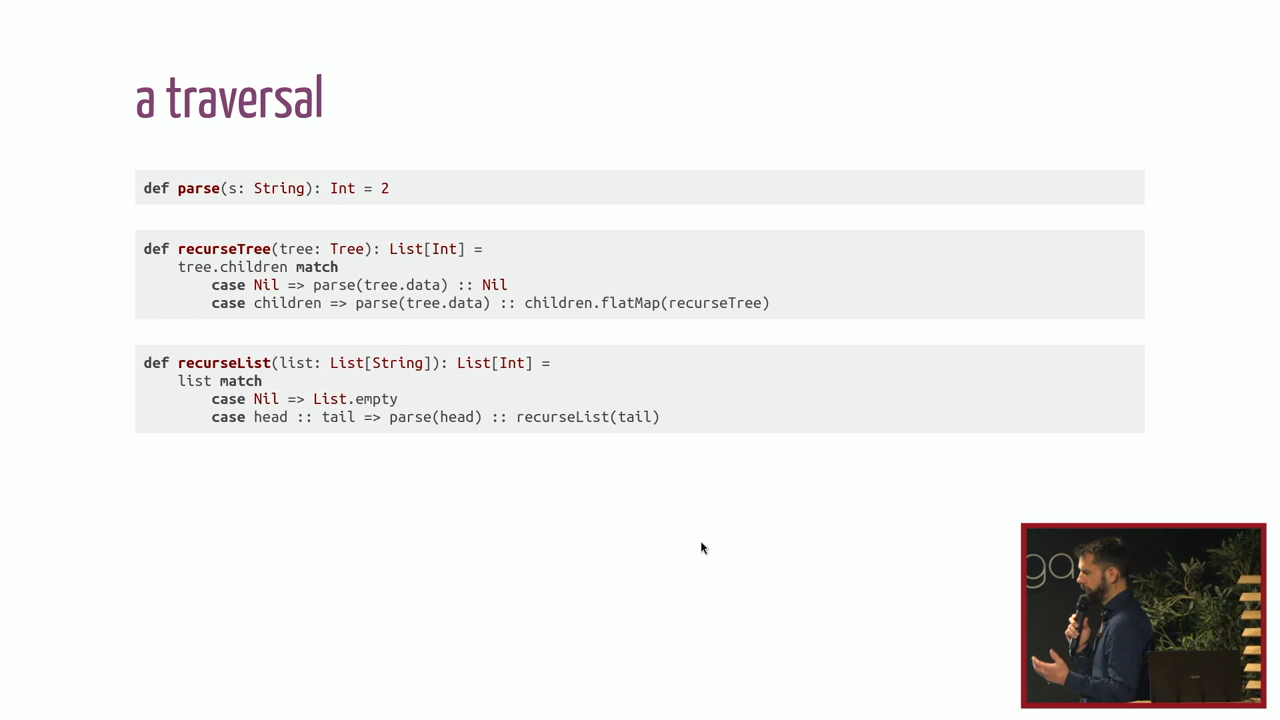 a traversal
def parse(s: String): Int = 2
def recurseTree(tree: Tree): List[Int] =
    tree.children match
        case Nil => parse(tree.data) :: Nil
        case children => parse(tree.data) :: children.flatMap(recurseTree)
def recurseList(list: List[String]): List[Int] =
    list match
        case Nil => List.empty
        case head :: tail => parse(head) :: recurseList(tail)
ga